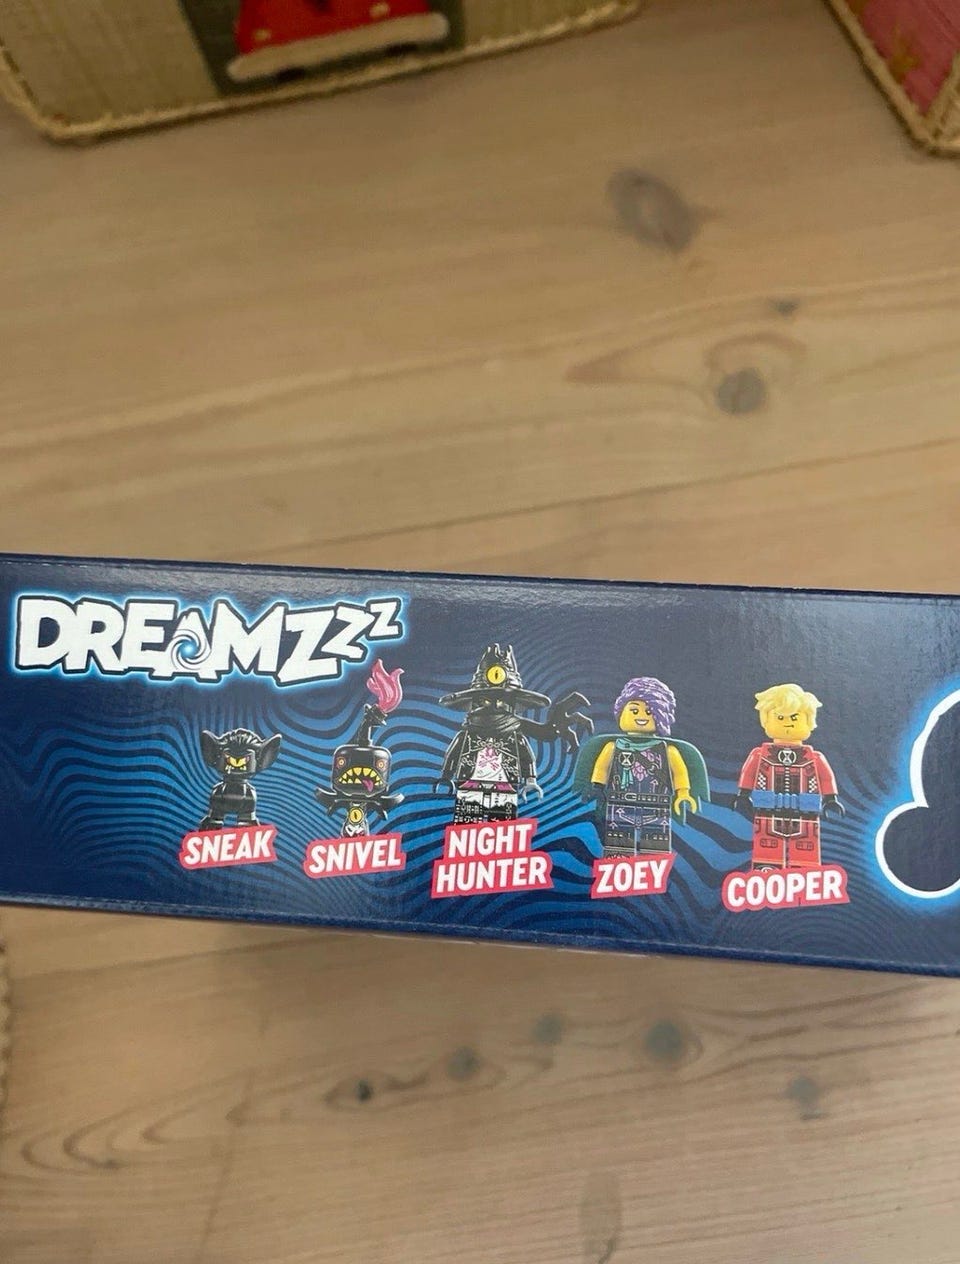 DREAMZzz
SNEAK
SNIVEL
NIGHT
HUNTER
ZOEY
COOPER